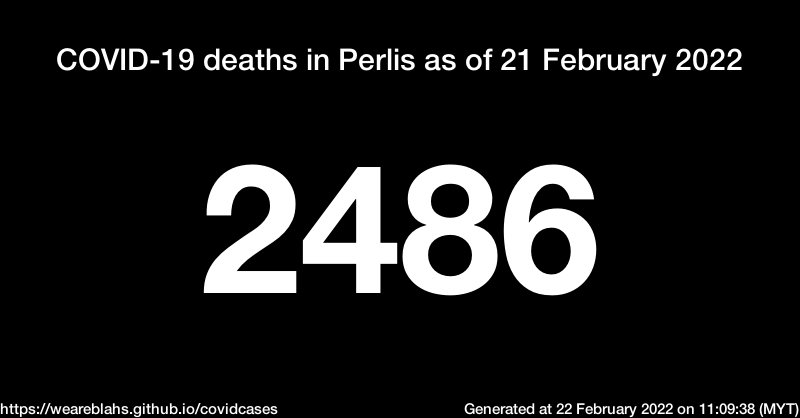 COVID-19 deaths in Perlis as of 21 February 2022
2486
https://weareblahs.github.io/covidcases
Generated at 22 February 2022 on 11:09:38 (MYT)